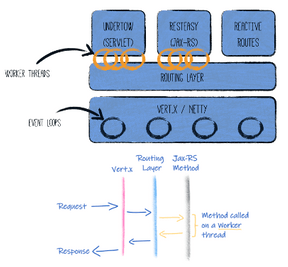 UNDERTOW
(SERVLET)
RESTEASY
(JAX-RS)
REACTIVE
ROUTES
WORKER THREADS
ROUTING LAYER
VERT.X / NETTY
EVENT LOOPS
Vert.x
Routing
Layer
Jax-RS
Method
Request
Method called
on a Worker
thread
Response